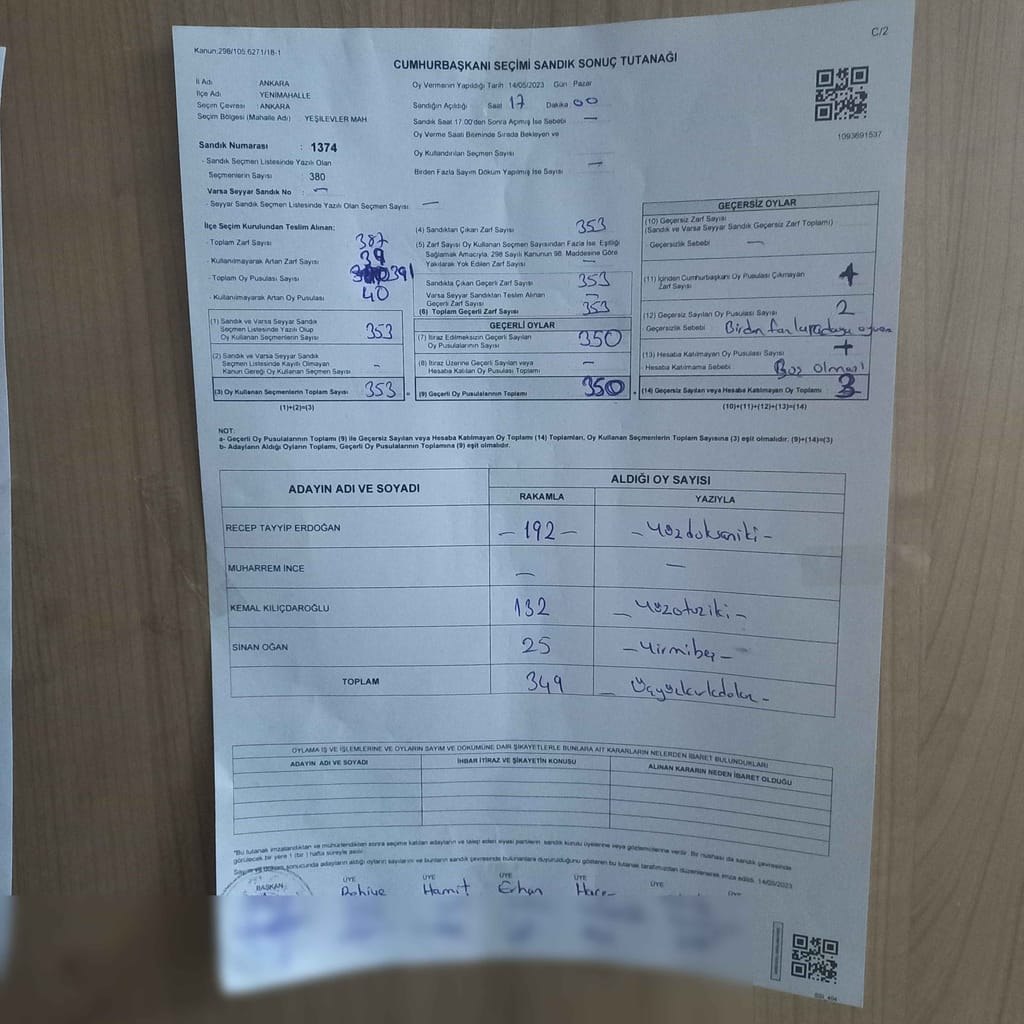 C/2
Kanun:298/105,6271/18-1
CUMHURBAŞKANI SEÇİMİ SANDIK SONUÇ TUTANAĞI
İl Adı ANKARA
İlçe Adı YENİMAHALLE
Seçim Çevresi : ANKARA
Seçim Bölgesi (Mahalle Adı) YEŞİLEVLER MAH
Oy Vermenin Yapıldığı Tarih :14/05/2023 Gün : Pazar
Sandığın Açıldığı Saat 17 Dakika 00
Sandık Saat 17.00'den Sonra Açılmış İse Sebebi —
Oy Verme Saati Bitiminde Sırada Bekleyen ve
Oy Kullandırılan Seçmen Sayısı
Birden Fazla Sayım Döküm Yapılmış İse Sayısı —
1093691537
Sandık Numarası : 1374
- Sandık Seçmen Listesinde Yazılı Olan
Seçmenlerin Sayısı : 380
Varsa Seyyar Sandık No : —
- Seyyar Sandık Seçmen Listesinde Yazılı Olan Seçmen Sayısı —
İlçe Seçim Kurulundan Teslim Alınan:
- Toplam Zarf Sayısı 387
- Kullanılmayarak Artan Zarf Sayısı
- Toplam Oy Pusulası Sayısı 391
- Kullanılmayarak Artan Oy Pusulası 40
(1) Sandık ve Varsa Seyyar Sandık
Seçmen Listesinde Yazılı Olup
Oy Kullanan Seçmenlerin Sayısı 353
(2) Sandık ve Varsa Seyyar Sandık
Seçmen Listesinde Kayıtlı Olmayan
Kanun Gereği Oy Kullanan Seçmen Sayısı -
(3) Oy Kullanan Seçmenlerin Toplam Sayısı 353
(1)+(2)=(3)
(4) Sandıktan Çıkan Zarf Sayısı 353
(5) Zarf Sayısı Oy Kullanan Seçmen Sayısından Fazla İse, Eşitliği
Sağlamak Amacıyla, 298 Sayılı Kanunun 98. Maddesine Göre
Yakılarak Yok Edilen Zarf Sayısı —
Sandıkta Çıkan Geçerli Zarf Sayısı 353
Varsa Seyyar Sandıktan Teslim Alınan
Geçerli Zarf Sayısı —
(6) Toplam Geçerli Zarf Sayısı 353
GEÇERLİ OYLAR
(7) İtiraz Edilmeksizin Geçerli Sayılan
Oy Pusulalarının Sayısı 350
(8) İtiraz Üzerine Geçerli Sayılan veya
Hesaba Katılan Oy Pusulası Toplamı —
(9) Geçerli Oy Pusulalarının Toplamı 350
GEÇERSİZ OYLAR
(10) Geçersiz Zarf Sayısı
(Sandık ve Varsa Seyyar Sandık Geçersiz Zarf Toplamı)
- Geçersizlik Sebebi —
(11) İçinden Cumhurbaşkanı Oy Pusulası Çıkmayan
Zarf Sayısı
(12) Geçersiz Sayılan Oy Pusulası Sayısı 2
- Geçersizlik Sebebi Birden fazla
(13) Hesaba Katılmayan Oy Pusulası Sayısı
- Hesaba Katılmama Sebebi Boş olması
(14) Geçersiz Sayılan veya Hesaba Katılmayan Oy Toplamı 3
(10)+(11)+(12)+(13)=(14)
NOT:
a- Geçerli Oy Pusulalarının Toplamı (9) ile Geçersiz Sayılan veya Hesaba Katılmayan Oy Toplamı (14) Toplamları, Oy Kullanan Seçmenlerin Toplam Sayısına (3) eşit olmalıdır. (9)+(14)=(3)
b- Adayların Aldığı Oyların Toplamı, Geçerli Oy Pusulalarının Toplamına (9) eşit olmalıdır.
ADAYIN ADI VE SOYADI ALDIĞI OY SAYISI
RAKAMLA YAZIYLA
RECEP TAYYİP ERDOĞAN —192— —Yüzdoksaniki—
MUHARREM İNCE — —
KEMAL KILIÇDAROĞLU 132 —Yüzotuziki—
SİNAN OĞAN 25 —Yirmibeş—
TOPLAM 349
OYLAMA İŞ VE İŞLEMLERİNE VE OYLARIN SAYIM VE DÖKÜMÜNE DAİR ŞİKAYETLERLE BUNLARA AİT KARARLARIN NELERDEN İBARET BULUNDUKLARI
ADAYIN ADI VE SOYADI İHBAR İTİRAZ VE ŞİKAYETİN KONUSU ALINAN KARARIN NEDEN İBARET OLDUĞU
*Bu tutanak imzalandıktan ve mühürlendikten sonra seçime katılan adayların ve talep eden siyasi partilerin sandık kurulu üyelerine veya gözlemcilerine verilir. Bir nüshası da sandık çevresinde
görülecek bir yere 1 (bir) hafta süreyle asılır.
Sayım ve döküm sonucunda adayların aldığı oyların sayılarını ve bunların sandık çevresinde bulunanlara duyurulduğunu gösteren bu tutanak tarafımızdan düzenlenerek imza edildi. 14/05/2023
BAŞKAN ÜYE ÜYE ÜYE ÜYE ÜYE
Hamit Erhan